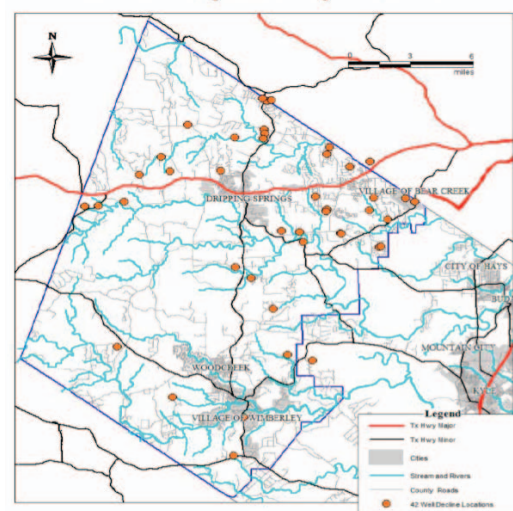 N
0 3 6
miles
DRIPPING SPRINGS
VILLAGE OF BEAR CREEK
CITY OF HAYS
MOUNTAIN CITY
WOODCREEK
VILLAGE OF WIMBERLEY
Legend
Tx Hwy Major
Tx Hwy Minor
Cities
Stream and Rivers
County Roads
42 Well Decline Locations